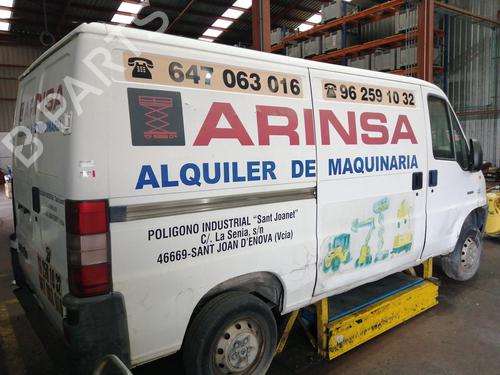 647 063 016
96 259 10 32
ARINSA
ALQUILER DE MAQUINARIA
POLIGONO INDUSTRIAL "Sant Joanet"
C/. La Senia, s/n
46669-SANT JOAN D'ENOVA (Vcia)
ARINSA
B PARTS